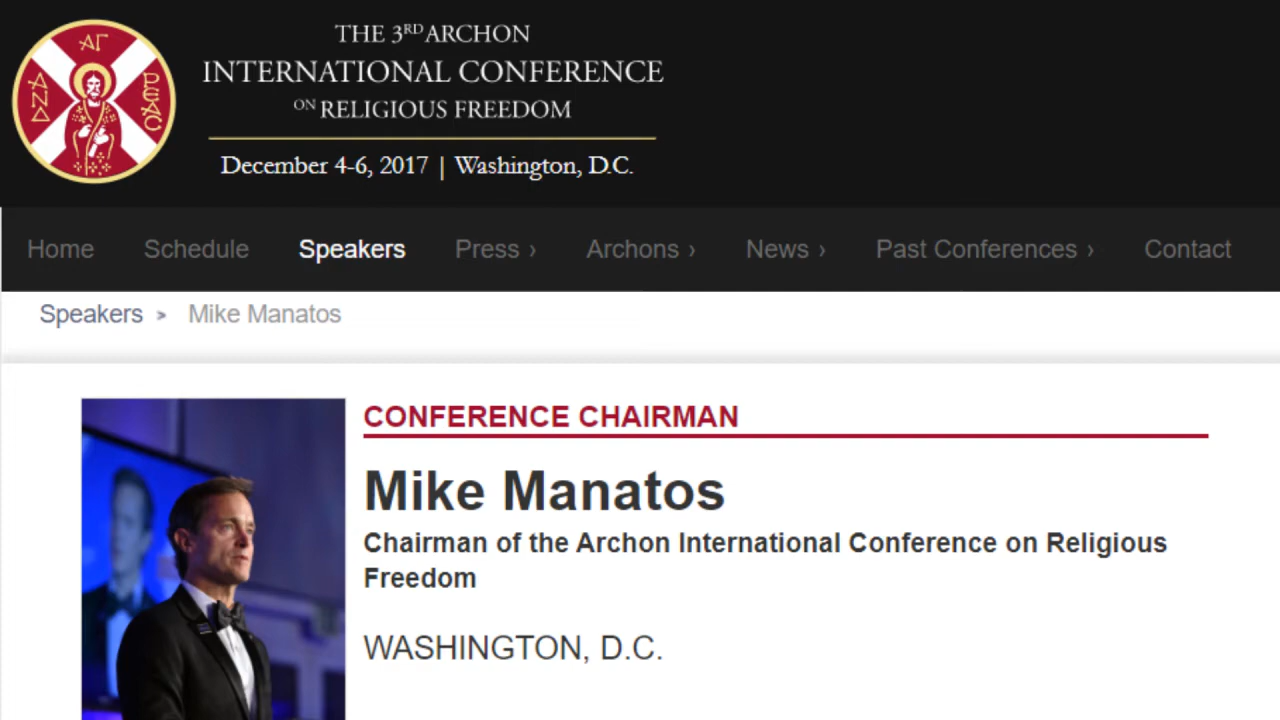 ΑΓ
ΑΝΔ
ΡΕΑС
THE 3RD ARCHON
INTERNATIONAL CONFERENCE
ON RELIGIOUS FREEDOM
December 4-6, 2017 | Washington, D.C.
Home Schedule Speakers Press › Archons › News › Past Conferences › Contact
Speakers > Mike Manatos
CONFERENCE CHAIRMAN
Mike Manatos
Chairman of the Archon International Conference on Religious
Freedom
WASHINGTON, D.C.